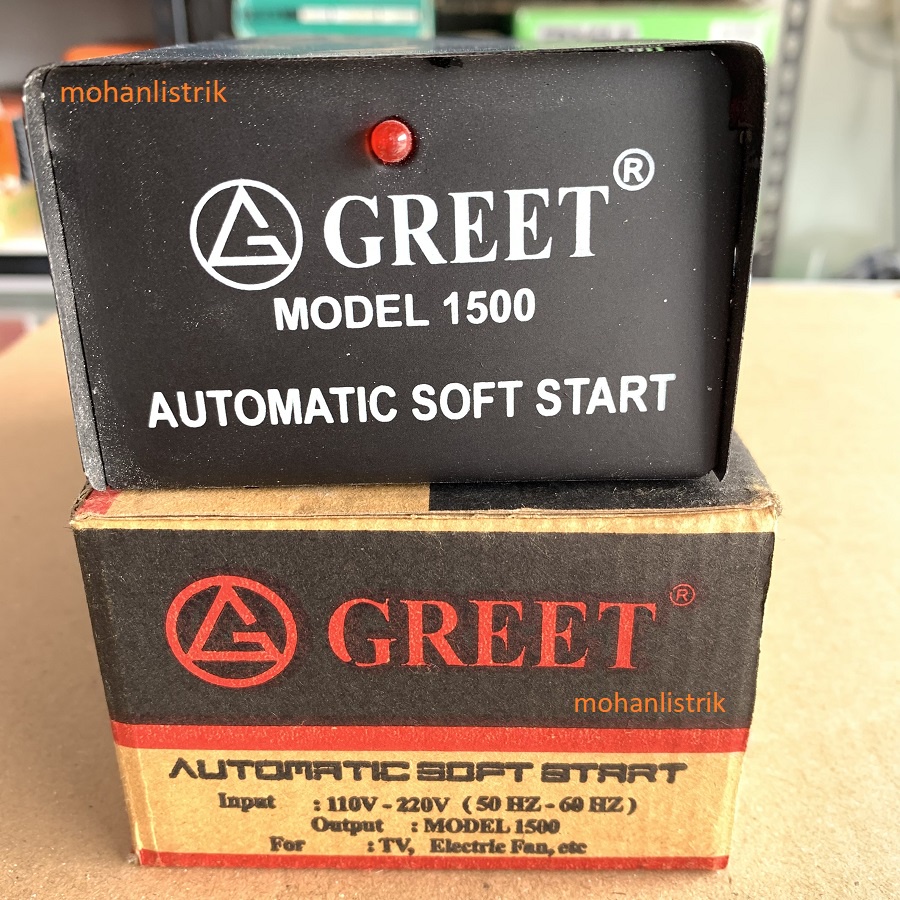 mohanlistrik
GREET ®
MODEL 1500
AUTOMATIC SOFT START
GREET ®
mohanlistrik
AUTOMATIC SOFT START
Input : 110V - 220V ( 50 HZ - 60 HZ )
Output : MODEL 1500
For : TV, Electric Fan, etc